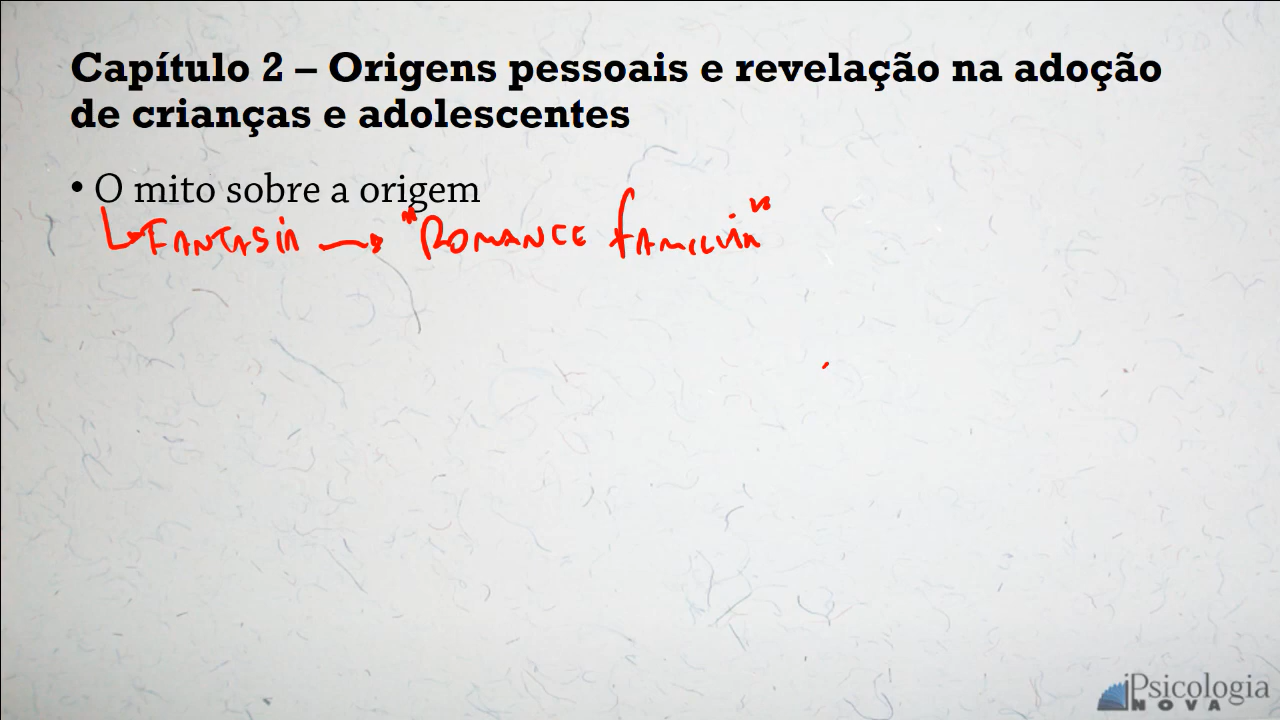 Capítulo 2 – Origens pessoais e revelação na adoção
de crianças e adolescentes
• O mito sobre a origem
FANTASIA → "ROMANCE FAMILIAR"
Psicologia
NOVA